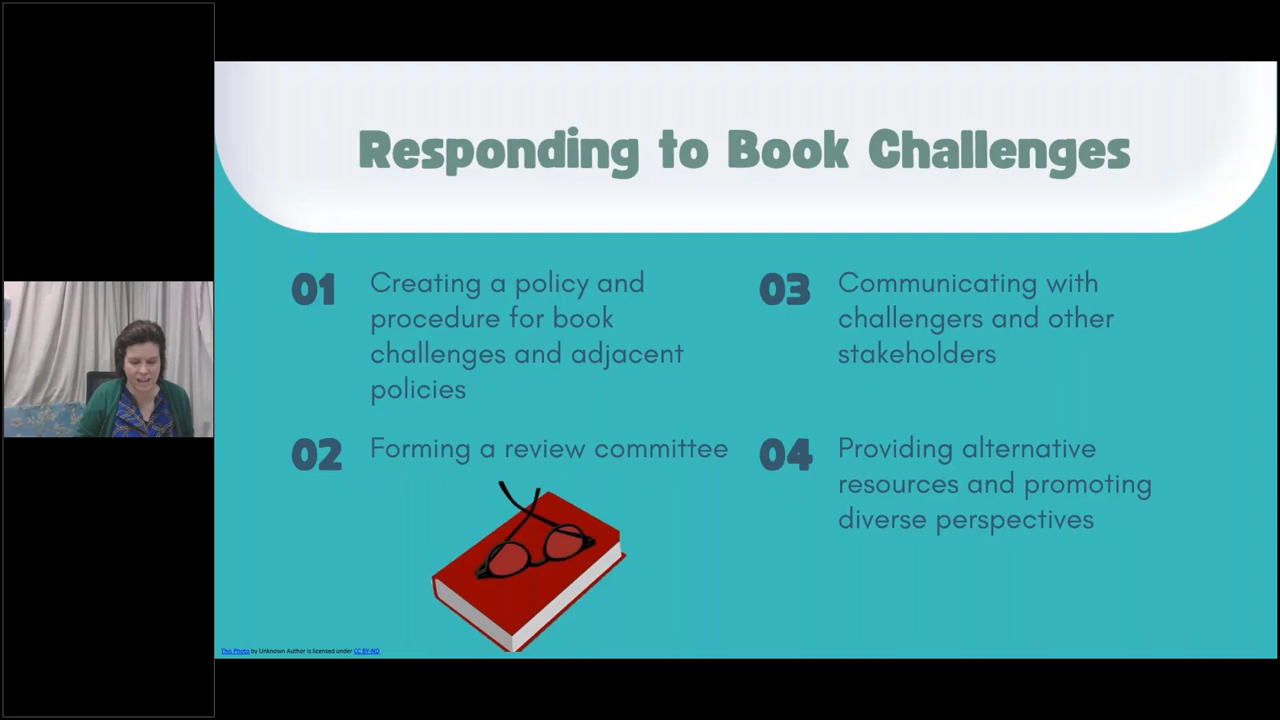 Responding to Book Challenges
01
Creating a policy and
procedure for book
challenges and adjacent
policies
02
Forming a review committee
03
Communicating with
challengers and other
stakeholders
04
Providing alternative
resources and promoting
diverse perspectives
This Photo by Unknown Author is licensed under CC BY-ND